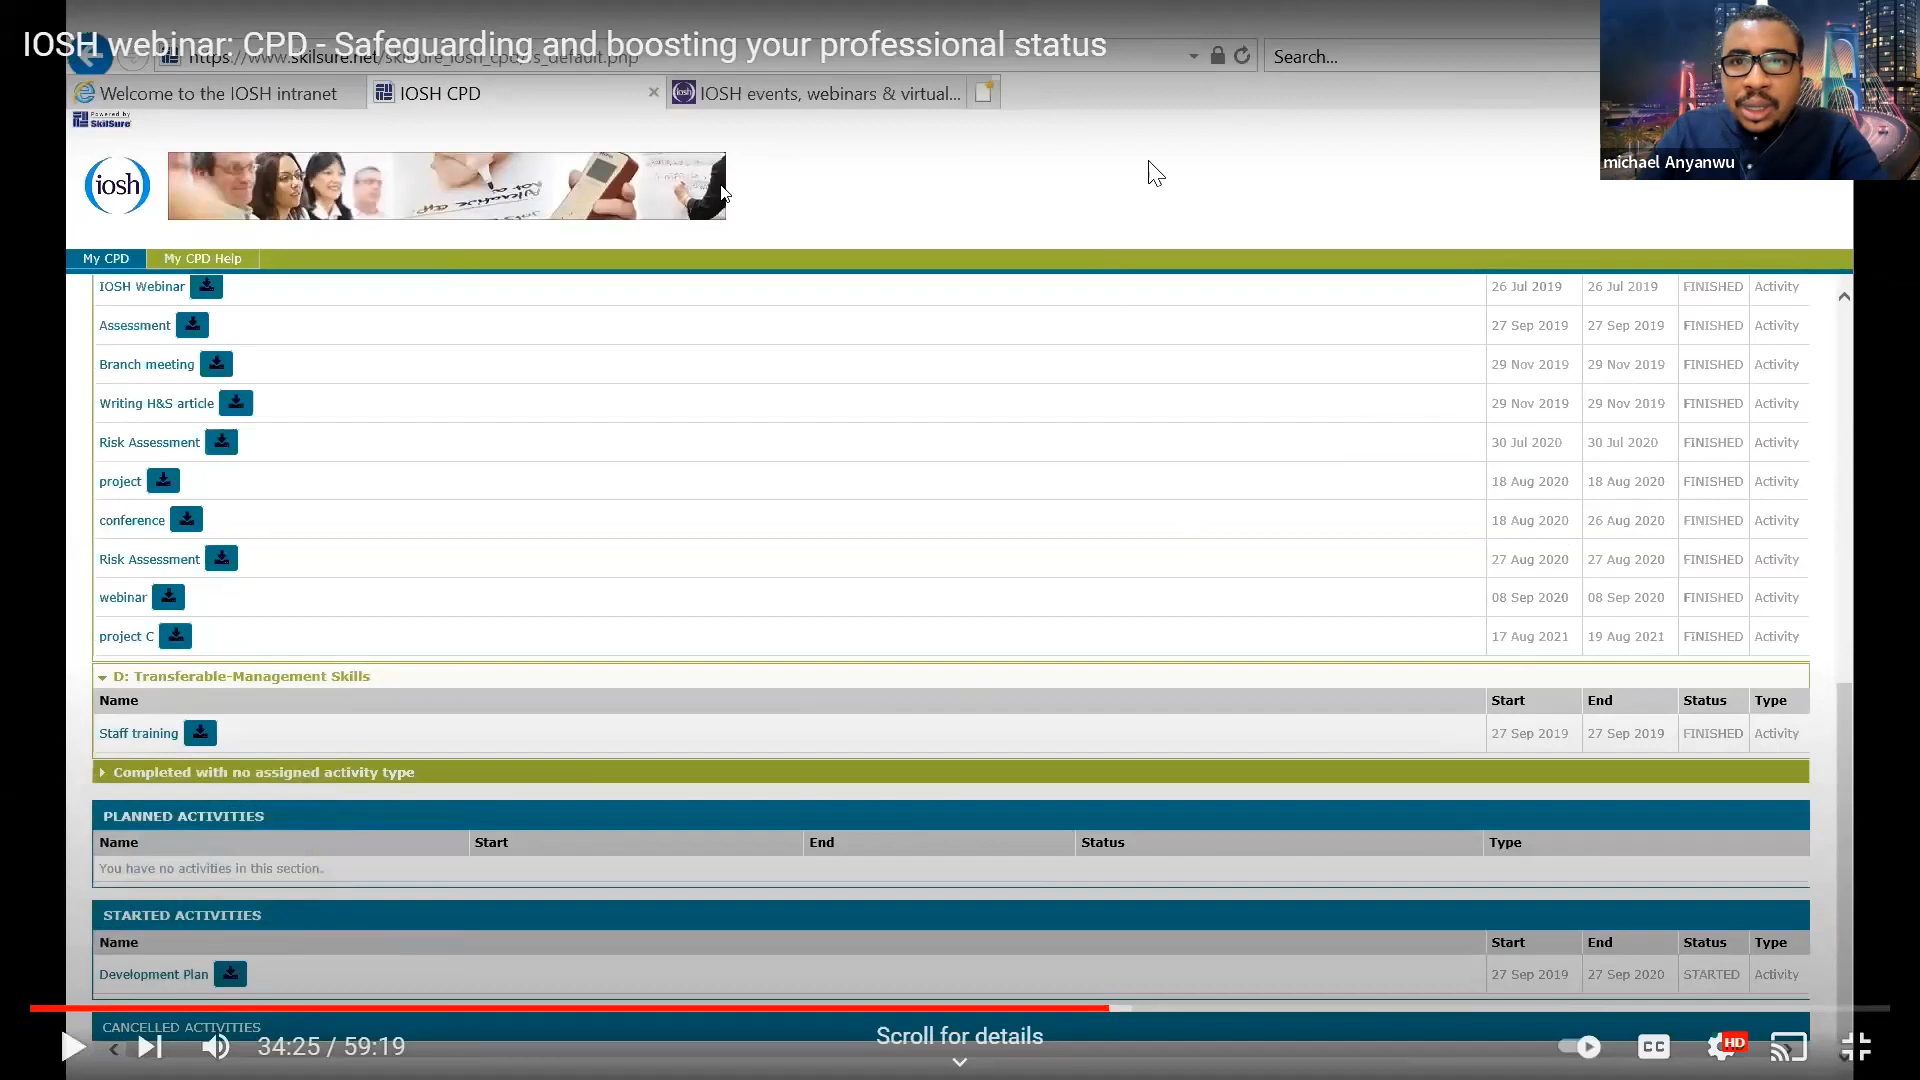 IOSH webinar: CPD - Safeguarding and boosting your professional status
Search...
Welcome to the IOSH intranet
IOSH CPD
IOSH events, webinars & virtual...
Powered by
SkilSure
iosh
michael Anyanwu
My CPD
My CPD Help
IOSH Webinar 26 Jul 2019 26 Jul 2019 FINISHED Activity
Assessment 27 Sep 2019 27 Sep 2019 FINISHED Activity
Branch meeting 29 Nov 2019 29 Nov 2019 FINISHED Activity
Writing H&S article 29 Nov 2019 29 Nov 2019 FINISHED Activity
Risk Assessment 30 Jul 2020 30 Jul 2020 FINISHED Activity
project 18 Aug 2020 18 Aug 2020 FINISHED Activity
conference 18 Aug 2020 26 Aug 2020 FINISHED Activity
Risk Assessment 27 Aug 2020 27 Aug 2020 FINISHED Activity
webinar 08 Sep 2020 08 Sep 2020 FINISHED Activity
project C 17 Aug 2021 19 Aug 2021 FINISHED Activity
D: Transferable-Management Skills
Name Start End Status Type
Staff training 27 Sep 2019 27 Sep 2019 FINISHED Activity
Completed with no assigned activity type
PLANNED ACTIVITIES
Name Start End Status Type
You have no activities in this section.
STARTED ACTIVITIES
Name Start End Status Type
Development Plan 27 Sep 2019 27 Sep 2020 STARTED Activity
CANCELLED ACTIVITIES
34:25 / 59:19
Scroll for details
CC
HD